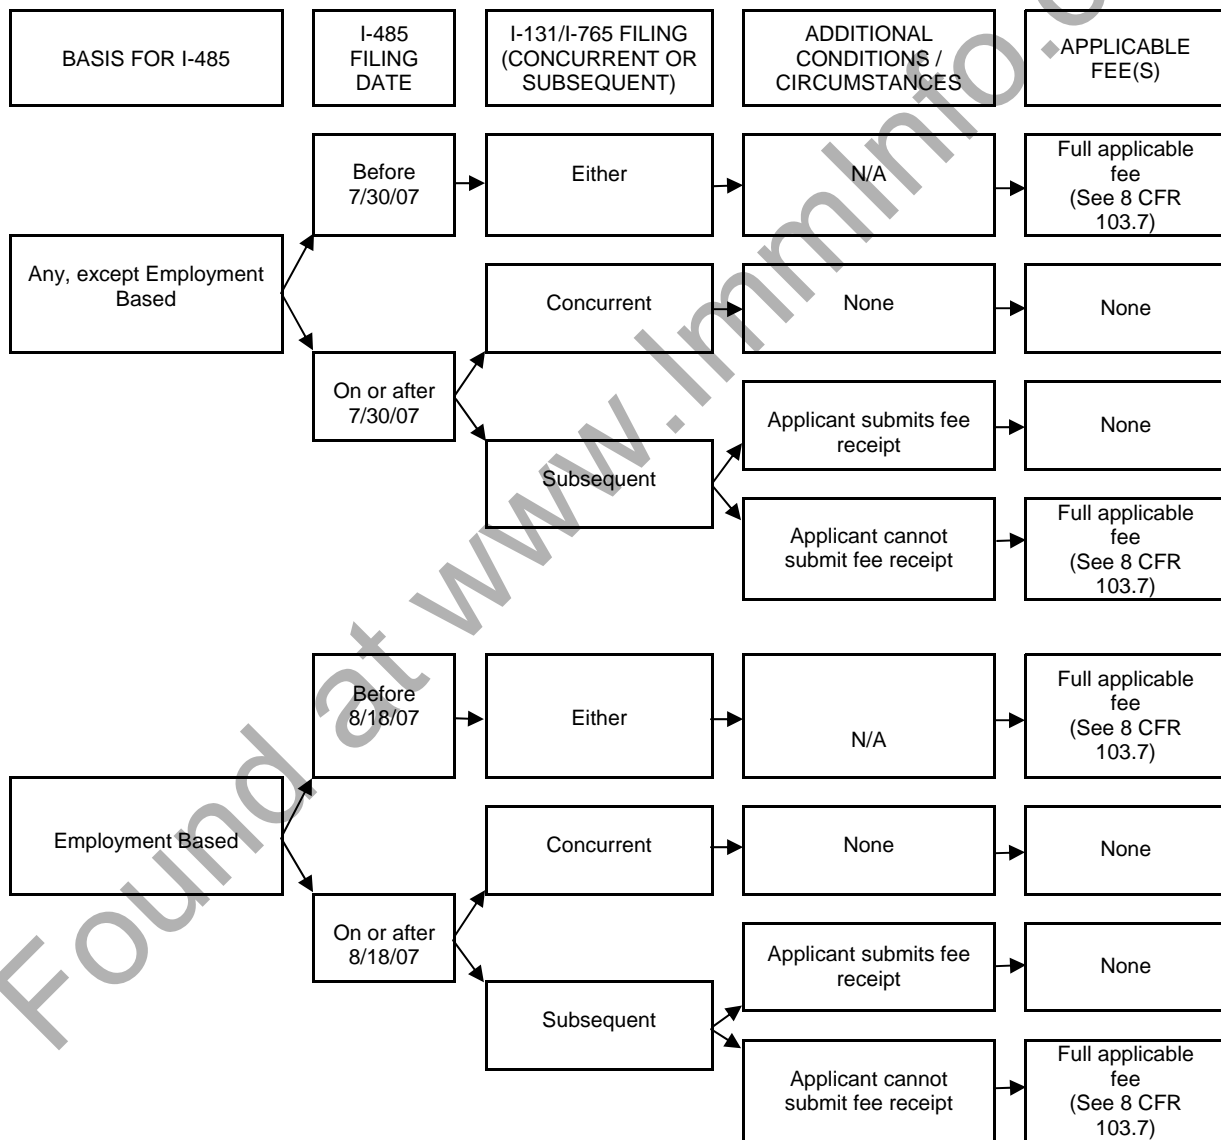 BASIS FOR I-485
I-485
FILING
DATE
I-131/I-765 FILING
(CONCURRENT OR
SUBSEQUENT)
ADDITIONAL
CONDITIONS /
CIRCUMSTANCES
APPLICABLE
FEE(S)
Any, except Employment
Based
Before
7/30/07
Either
N/A
Full applicable
fee
(See 8 CFR
103.7)
On or after
7/30/07
Concurrent
None
None
Subsequent
Applicant submits fee
receipt
None
Applicant cannot
submit fee receipt
Full applicable
fee
(See 8 CFR
103.7)
Employment Based
Before
8/18/07
Either
N/A
Full applicable
fee
(See 8 CFR
103.7)
On or after
8/18/07
Concurrent
None
None
Subsequent
Applicant submits fee
receipt
None
Applicant cannot
submit fee receipt
Full applicable
fee
(See 8 CFR
103.7)
Found at www.ImmInfo.c